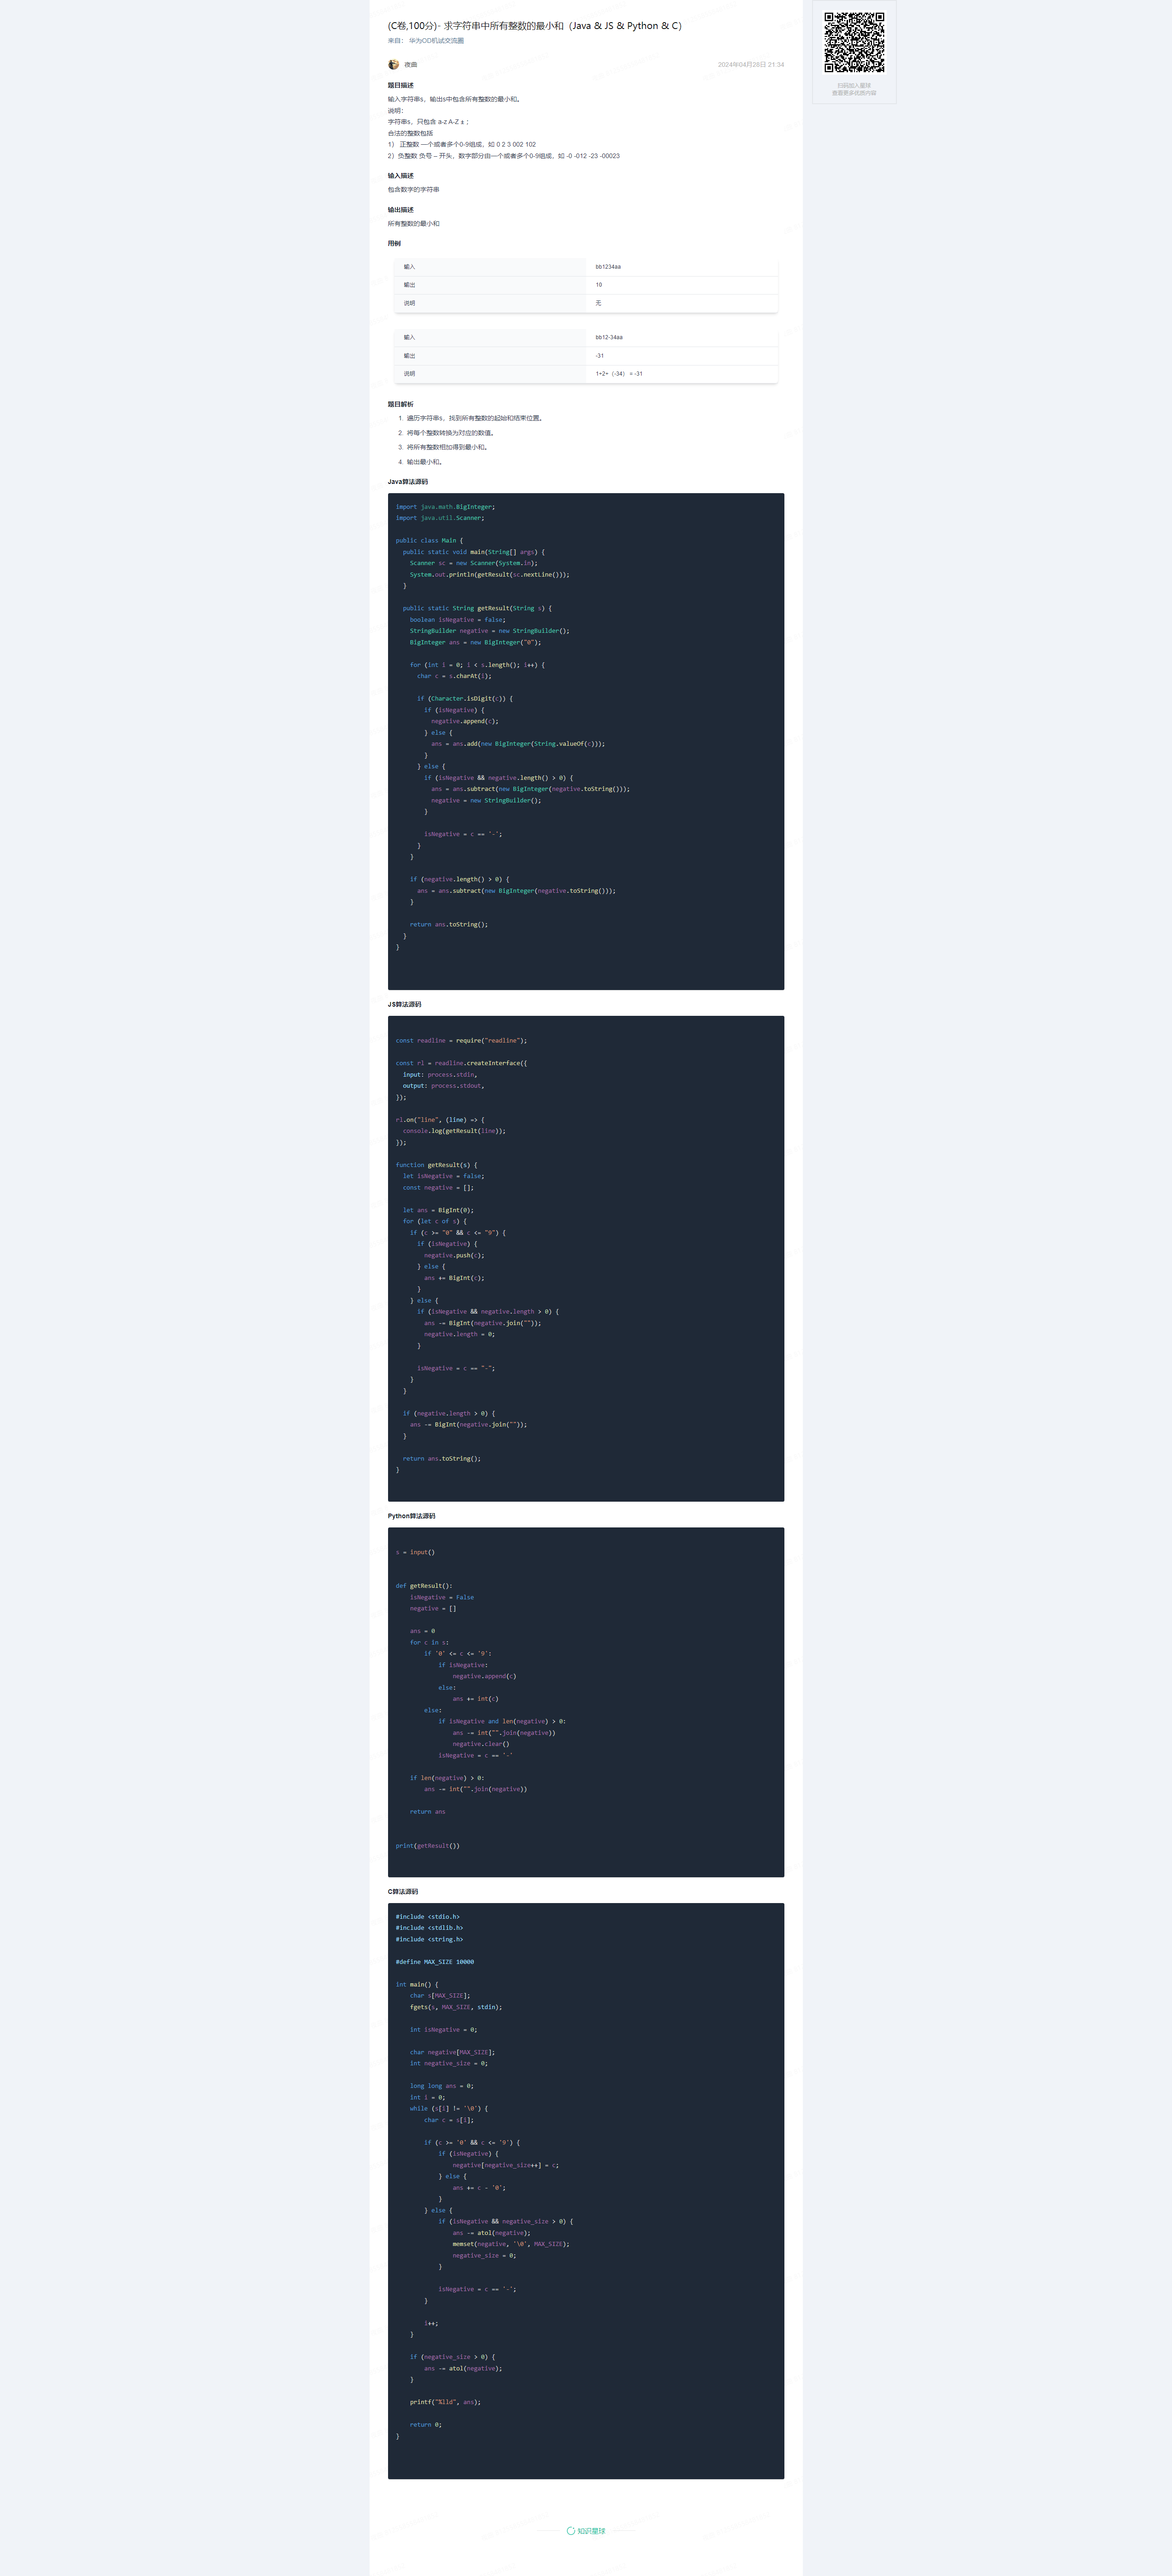 (C卷,100分)- 求字符串中所有整数的最小和（Java & JS & Python & C）
来自： 华为OD机试交流圈
扫码加入星球
查看更多优质内容
夜曲
2024年04月28日 21:34
题目描述
输入字符串s，输出s中包含所有整数的最小和。
说明：
字符串s，只包含 a-z A-Z ± ；
合法的整数包括
1） 正整数 一个或者多个0-9组成，如 0 2 3 002 102
2）负整数 负号 – 开头，数字部分由一个或者多个0-9组成，如 -0 -012 -23 -00023
输入描述
包含数字的字符串
输出描述
所有整数的最小和
用例
输入 bb1234aa
输出 10
说明 无
输入 bb12-34aa
输出 -31
说明 1+2+（-34） = -31
题目解析
1. 遍历字符串s，找到所有整数的起始和结束位置。
2. 将每个整数转换为对应的数值。
3. 将所有整数相加得到最小和。
4. 输出最小和。
Java算法源码
import java.math.BigInteger;
import java.util.Scanner;
public class Main {
  public static void main(String[] args) {
    Scanner sc = new Scanner(System.in);
    System.out.println(getResult(sc.nextLine()));
  }
  public static String getResult(String s) {
    boolean isNegative = false;
    StringBuilder negative = new StringBuilder();
    BigInteger ans = new BigInteger("0");
    for (int i = 0; i < s.length(); i++) {
      char c = s.charAt(i);
      if (Character.isDigit(c)) {
        if (isNegative) {
          negative.append(c);
        } else {
          ans = ans.add(new BigInteger(String.valueOf(c)));
        }
      } else {
        if (isNegative && negative.length() > 0) {
          ans = ans.subtract(new BigInteger(negative.toString()));
          negative = new StringBuilder();
        }
        isNegative = c == '-';
      }
    }
    if (negative.length() > 0) {
      ans = ans.subtract(new BigInteger(negative.toString()));
    }
    return ans.toString();
  }
}
JS算法源码
const readline = require("readline");
const rl = readline.createInterface({
  input: process.stdin,
  output: process.stdout,
});
rl.on("line", (line) => {
  console.log(getResult(line));
});
function getResult(s) {
  let isNegative = false;
  const negative = [];
  let ans = BigInt(0);
  for (let c of s) {
    if (c >= "0" && c <= "9") {
      if (isNegative) {
        negative.push(c);
      } else {
        ans += BigInt(c);
      }
    } else {
      if (isNegative && negative.length > 0) {
        ans -= BigInt(negative.join(""));
        negative.length = 0;
      }
      isNegative = c == "-";
    }
  }
  if (negative.length > 0) {
    ans -= BigInt(negative.join(""));
  }
  return ans.toString();
}
Python算法源码
s = input()
def getResult():
    isNegative = False
    negative = []
    ans = 0
    for c in s:
        if '0' <= c <= '9':
            if isNegative:
                negative.append(c)
            else:
                ans += int(c)
        else:
            if isNegative and len(negative) > 0:
                ans -= int("".join(negative))
                negative.clear()
            isNegative = c == '-'
    if len(negative) > 0:
        ans -= int("".join(negative))
    return ans
print(getResult())
C算法源码
#include <stdio.h>
#include <stdlib.h>
#include <string.h>
#define MAX_SIZE 10000
int main() {
    char s[MAX_SIZE];
    fgets(s, MAX_SIZE, stdin);
    int isNegative = 0;
    char negative[MAX_SIZE];
    int negative_size = 0;
    long long ans = 0;
    int i = 0;
    while (s[i] != '\0') {
        char c = s[i];
        if (c >= '0' && c <= '9') {
            if (isNegative) {
                negative[negative_size++] = c;
            } else {
                ans += c - '0';
            }
        } else {
            if (isNegative && negative_size > 0) {
                ans -= atol(negative);
                memset(negative, '\0', MAX_SIZE);
                negative_size = 0;
            }
            isNegative = c == '-';
        }
        i++;
    }
    if (negative_size > 0) {
        ans -= atol(negative);
    }
    printf("%lld", ans);
    return 0;
}
知识星球